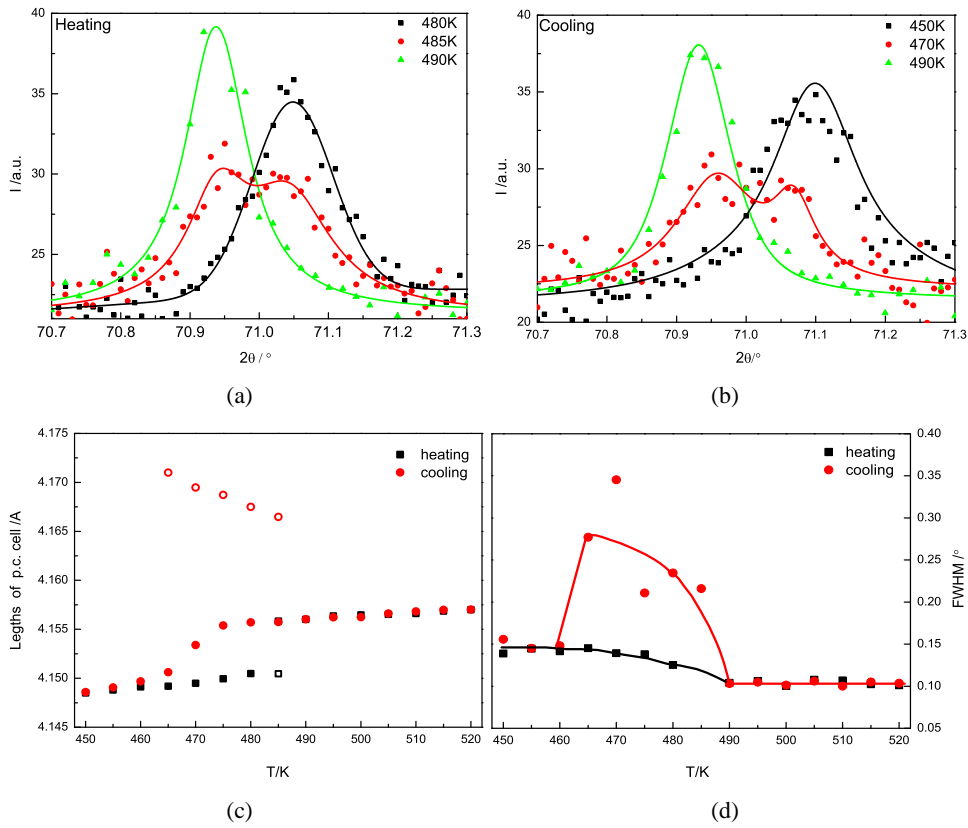 Heating
480K
485K
490K
40
35
30
25
I /a.u.
70.7 70.8 70.9 71.0 71.1 71.2 71.3
2θ / °
(a)
Cooling
450K
470K
490K
40
35
30
25
20
I /a.u.
70.7 70.8 70.9 71.0 71.1 71.2 71.3
2θ/°
(b)
heating
cooling
4.175
4.170
4.165
4.160
4.155
4.150
4.145
Legths of p.c. cell /A
450 460 470 480 490 500 510 520
T/K
(c)
heating
cooling
0.40
0.35
0.30
0.25
0.20
0.15
0.10
0.05
FWHM /°
450 460 470 480 490 500 510 520
T/K
(d)